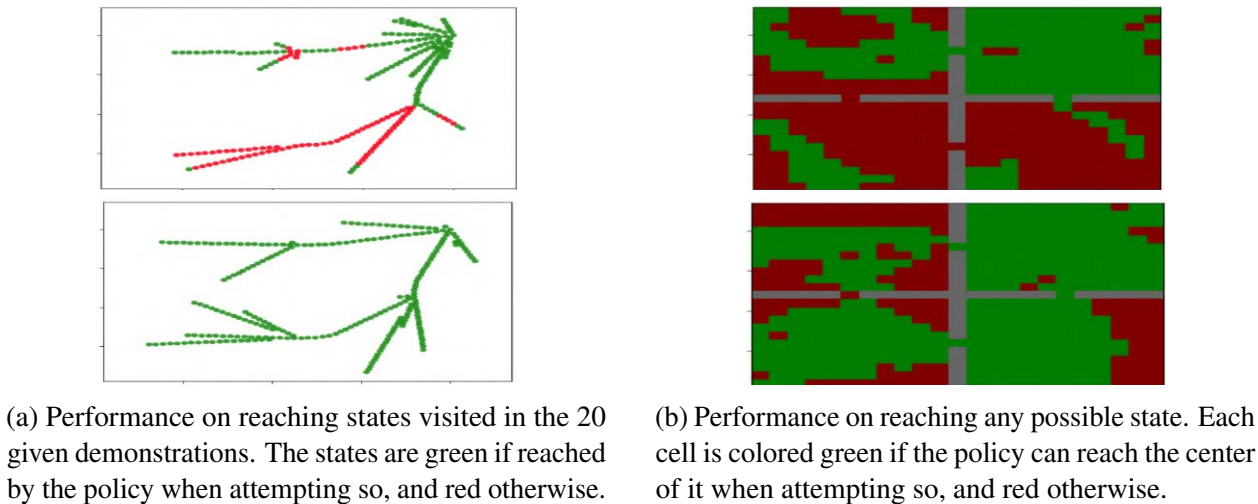 (a) Performance on reaching states visited in the 20
given demonstrations. The states are green if reached
by the policy when attempting so, and red otherwise.
(b) Performance on reaching any possible state. Each
cell is colored green if the policy can reach the center
of it when attempting so, and red otherwise.